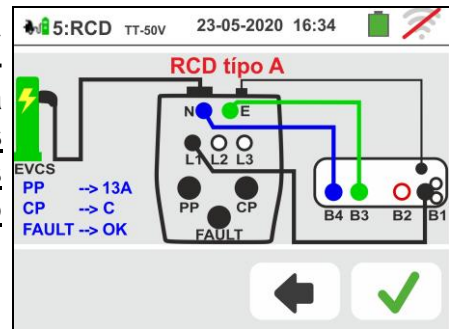 5:RCD TT-50V 23-05-2020 16:34
RCD típo A
N E
L1 L2 L3
EVCS
PP --> 13A
CP --> C
FAULT --> OK
PP CP
FAULT
B4 B3 B2 B1